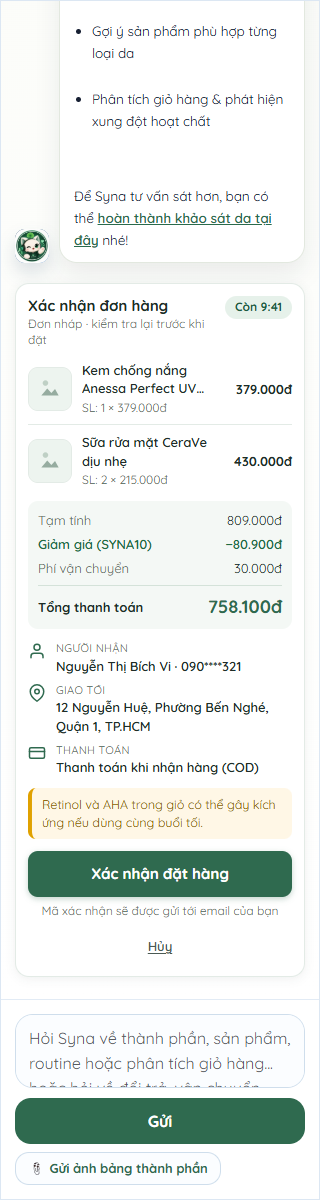 Gợi ý sản phẩm phù hợp từng
loại da
Phân tích giỏ hàng & phát hiện
xung đột hoạt chất
Để Syna tư vấn sát hơn, bạn có
thể hoàn thành khảo sát da tại
đây nhé!
Xác nhận đơn hàng
Còn 9:41
Đơn nháp · kiểm tra lại trước khi
đặt
Kem chống nắng
Anessa Perfect UV...
379.000đ
SL: 1 × 379.000đ
Sữa rửa mặt CeraVe
dịu nhẹ
430.000đ
SL: 2 × 215.000đ
Tạm tính 809.000đ
Giảm giá (SYNA10) −80.900đ
Phí vận chuyển 30.000đ
Tổng thanh toán 758.100đ
NGƯỜI NHẬN
Nguyễn Thị Bích Vi · 090****321
GIAO TỚI
12 Nguyễn Huệ, Phường Bến Nghé,
Quận 1, TP.HCM
THANH TOÁN
Thanh toán khi nhận hàng (COD)
Retinol và AHA trong giỏ có thể gây kích
ứng nếu dùng cùng buổi tối.
Xác nhận đặt hàng
Mã xác nhận sẽ được gửi tới email của bạn
Hủy
Hỏi Syna về thành phần, sản phẩm,
routine hoặc phân tích giỏ hàng...
hoặc hỏi về đổi trả, vận chuyển
Gửi
Gửi ảnh bảng thành phần